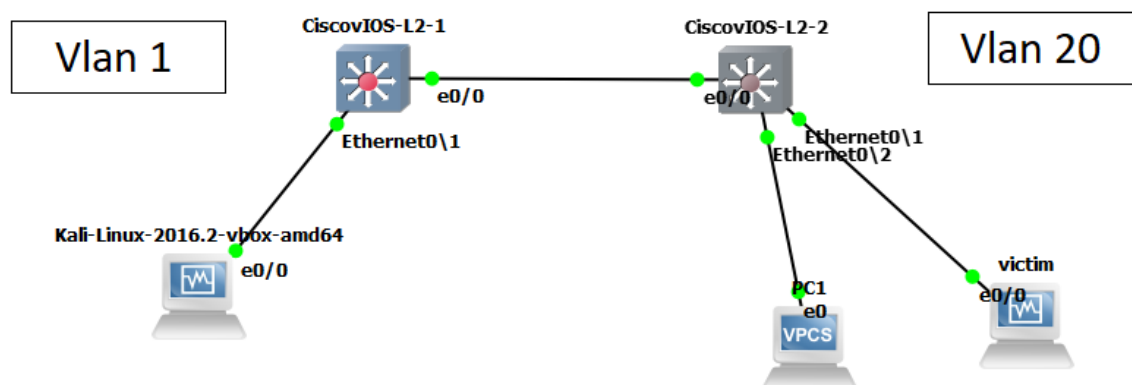 Vlan 1
CiscovIOS-L2-1
CiscovIOS-L2-2
Vlan 20
e0/0
e0/0
Ethernet0\1
Ethernet0\1
Ethernet0\2
Kali-Linux-2016.2-vbox-amd64
e0/0
victim
PC1
e0/0
e0
VPCS